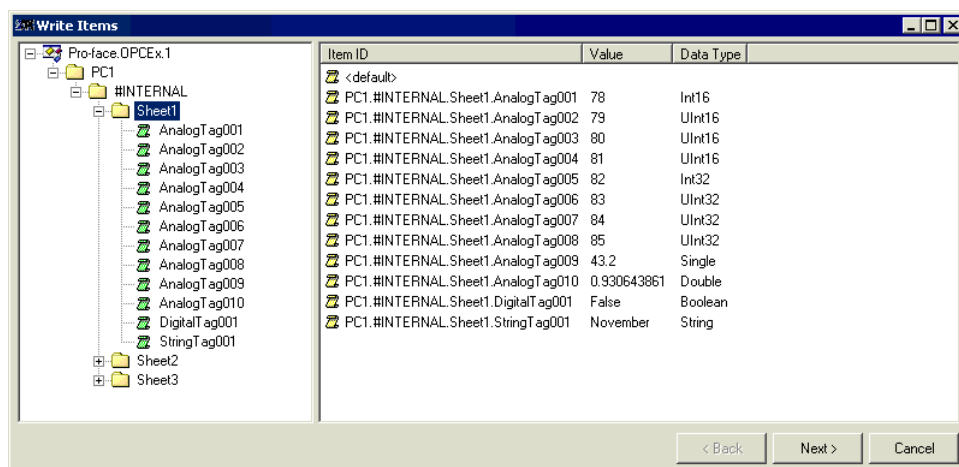 Write Items
Pro-face.OPCEx.1
PC1
#INTERNAL
Sheet1
AnalogTag001
AnalogTag002
AnalogTag003
AnalogTag004
AnalogTag005
AnalogTag006
AnalogTag007
AnalogTag008
AnalogTag009
AnalogTag010
DigitalTag001
StringTag001
Sheet2
Sheet3
Item ID Value Data Type
<default>
PC1.#INTERNAL.Sheet1.AnalogTag001 78 Int16
PC1.#INTERNAL.Sheet1.AnalogTag002 79 UInt16
PC1.#INTERNAL.Sheet1.AnalogTag003 80 UInt16
PC1.#INTERNAL.Sheet1.AnalogTag004 81 UInt16
PC1.#INTERNAL.Sheet1.AnalogTag005 82 Int32
PC1.#INTERNAL.Sheet1.AnalogTag006 83 UInt32
PC1.#INTERNAL.Sheet1.AnalogTag007 84 UInt32
PC1.#INTERNAL.Sheet1.AnalogTag008 85 UInt32
PC1.#INTERNAL.Sheet1.AnalogTag009 43.2 Single
PC1.#INTERNAL.Sheet1.AnalogTag010 0.930643861 Double
PC1.#INTERNAL.Sheet1.DigitalTag001 False Boolean
PC1.#INTERNAL.Sheet1.StringTag001 November String
< Back Next > Cancel